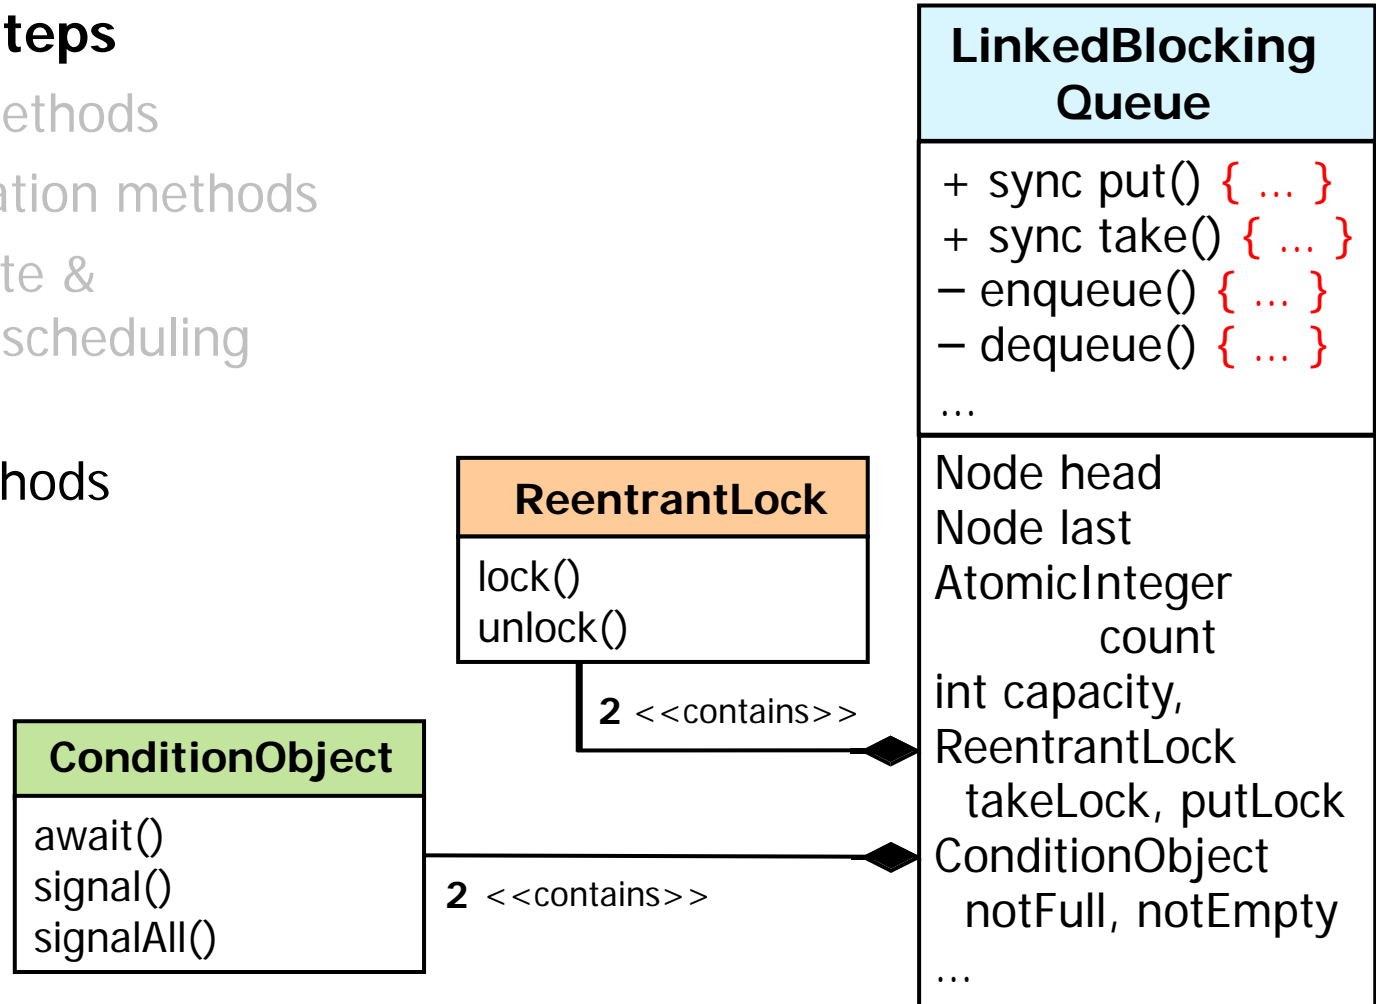 teps
ethods
ation methods
te &
scheduling
hods
LinkedBlocking
Queue
+ sync put() { ... }
+ sync take() { ... }
– enqueue() { ... }
– dequeue() { ... }
...
Node head
Node last
AtomicInteger
count
int capacity,
ReentrantLock
takeLock, putLock
ConditionObject
notFull, notEmpty
...
ReentrantLock
lock()
unlock()
2 <<contains>>
ConditionObject
await()
signal()
signalAll()
2 <<contains>>